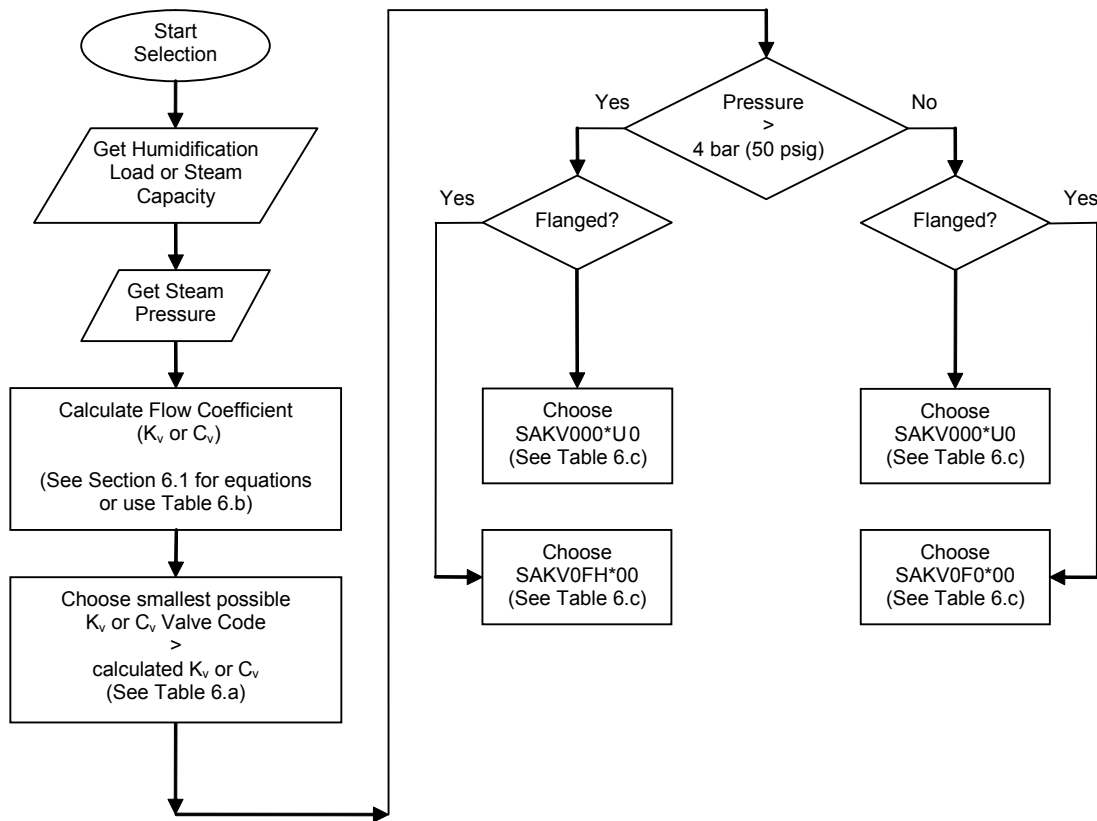 Start
Selection
Get Humidification
Load or Steam
Capacity
Get Steam
Pressure
Calculate Flow Coefficient
(Kv or Cv)
(See Section 6.1 for equations
or use Table 6.b)
Choose smallest possible
Kv or Cv Valve Code
>
calculated Kv or Cv
(See Table 6.a)
Pressure
>
4 bar (50 psig)
Yes
No
Flanged?
Yes
Flanged?
Yes
Choose
SAKV000*U0
(See Table 6.c)
Choose
SAKV0FH*00
(See Table 6.c)
Choose
SAKV000*U0
(See Table 6.c)
Choose
SAKV0F0*00
(See Table 6.c)